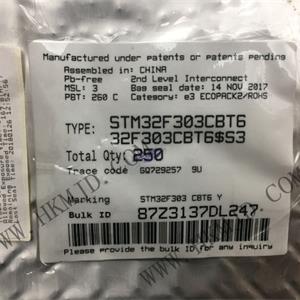 Manufactured under patents or patents pending
Assembled in: CHINA
Pb-free 2nd Level Interconnect
MSL: 3 Bag seal date: 14 NOV 2017
PBT: 260 C Category: e3 ECOPACK2/ROHS
TYPE: STM32F303CBT6
32F303CBT6$S3
Total Qty: 250
Trace code GQ729257 9U
Marking STM32F303 CBT6 Y
Bulk ID 87Z3137DL247
Please provide the bulk ID for any inquiry
WWW.HKMJD.COM